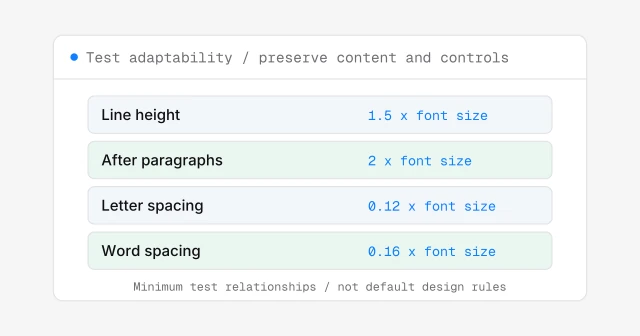 Test adaptability / preserve content and controls
Line height 1.5 x font size
After paragraphs 2 x font size
Letter spacing 0.12 x font size
Word spacing 0.16 x font size
Minimum test relationships / not default design rules